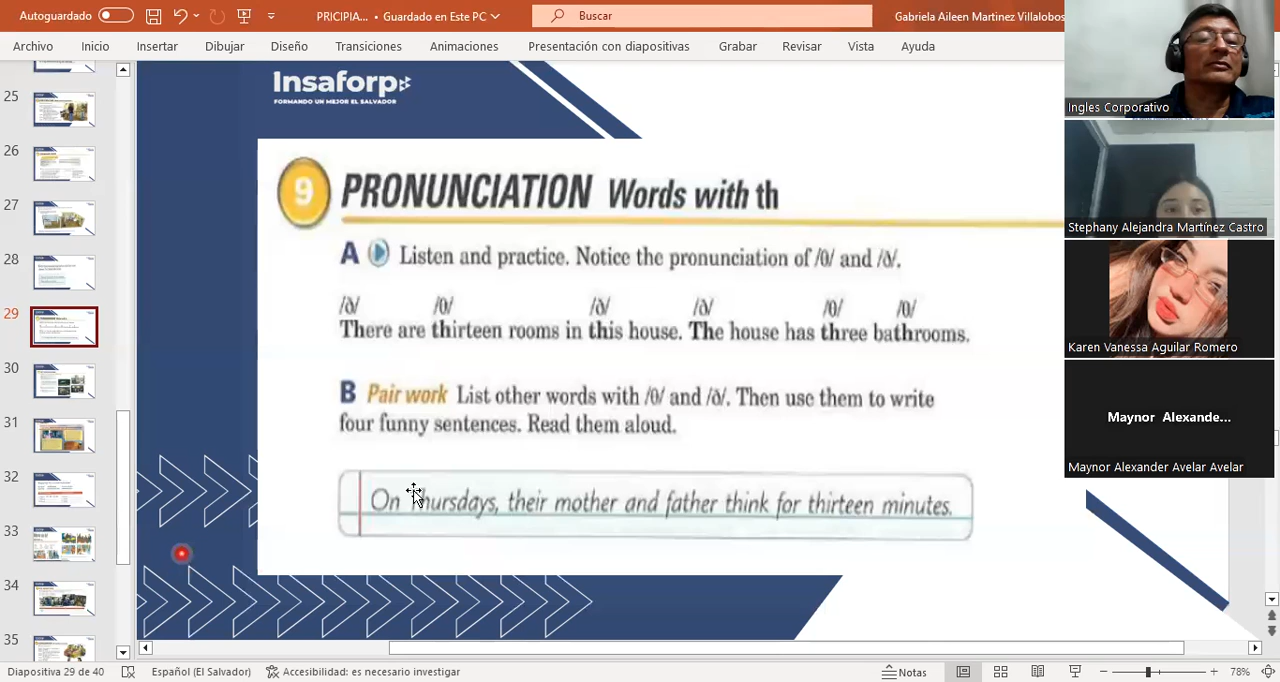 Autoguardado
PRICIPIA... • Guardado en Este PC
Buscar
Gabriela Aileen Martinez Villalobos
Archivo Inicio Insertar Dibujar Diseño Transiciones Animaciones Presentación con diapositivas Grabar Revisar Vista Ayuda
25
26
27
28
29
30
31
32
33
34
35
Insaforp
FORMANDO UN MEJOR EL SALVADOR
9 PRONUNCIATION Words with th
A Listen and practice. Notice the pronunciation of /θ/ and /ð/.
/ð/ /θ/ /ð/ /ð/ /θ/ /θ/
There are thirteen rooms in this house. The house has three bathrooms.
B Pair work List other words with /θ/ and /ð/. Then use them to write
four funny sentences. Read them aloud.
On Thursdays, their mother and father think for thirteen minutes.
Ingles Corporativo
Stephany Alejandra Martínez Castro
Karen Vanessa Aguilar Romero
Maynor Alexande...
Maynor Alexander Avelar Avelar
Diapositiva 29 de 40 Español (El Salvador) Accesibilidad: es necesario investigar Notas 78%